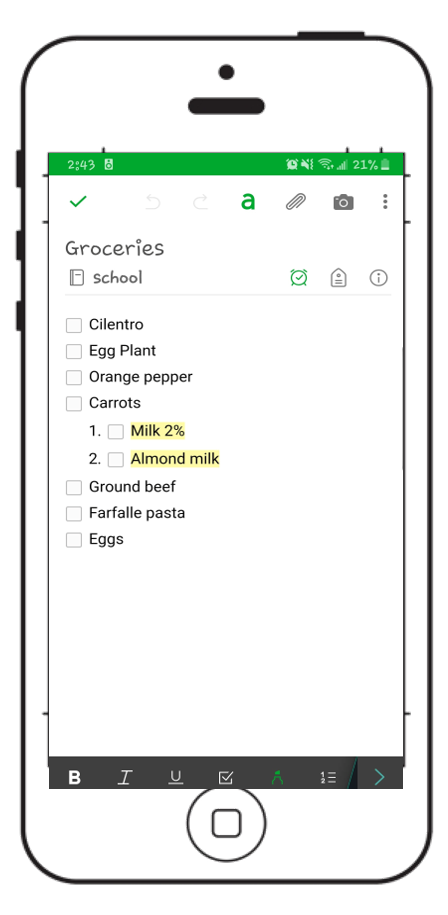 2:43 21%
a
Groceries
school
Cilentro
Egg Plant
Orange pepper
Carrots
1. Milk 2%
2. Almond milk
Ground beef
Farfalle pasta
Eggs
B I U